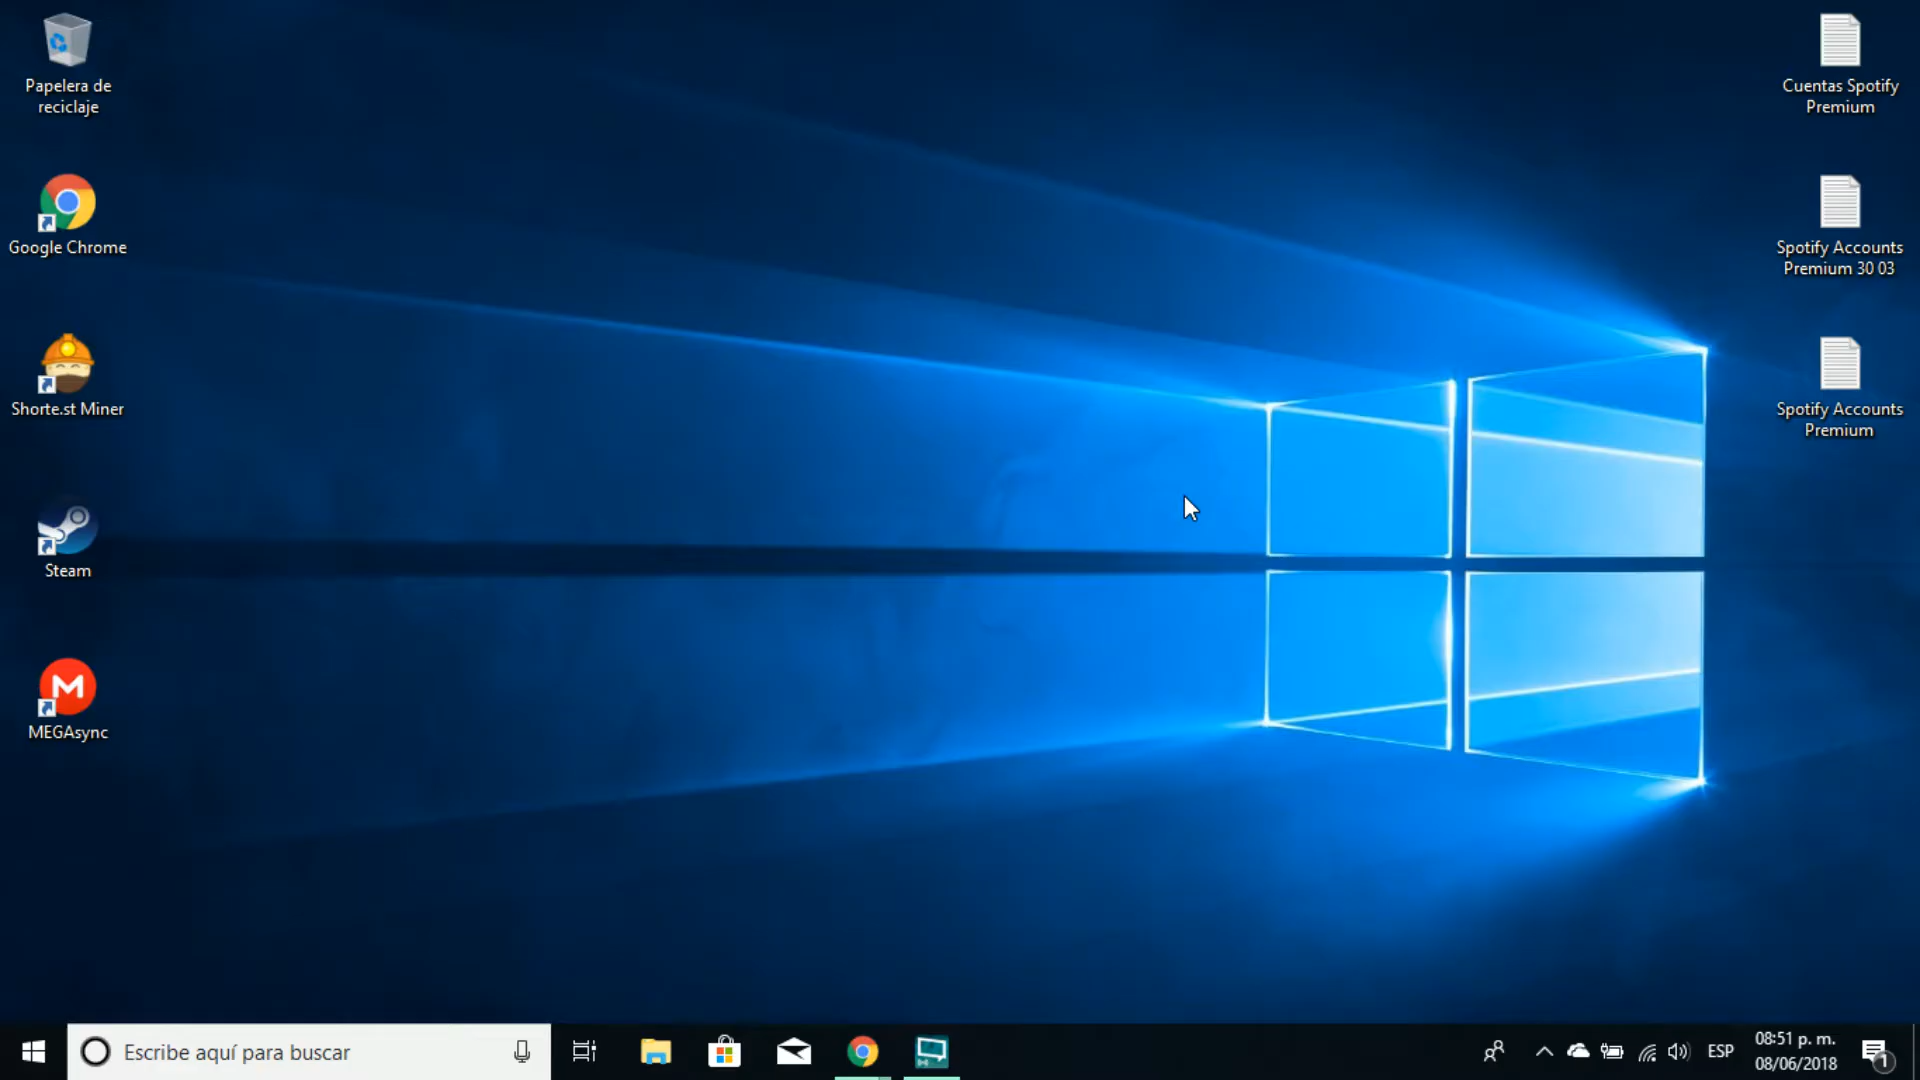 Papelera de
reciclaje
Google Chrome
Shorte.st Miner
Steam
MEGAsync
Cuentas Spotify
Premium
Spotify Accounts
Premium 30 03
Spotify Accounts
Premium
Escribe aquí para buscar
ESP
08:51 p. m.
08/06/2018
1